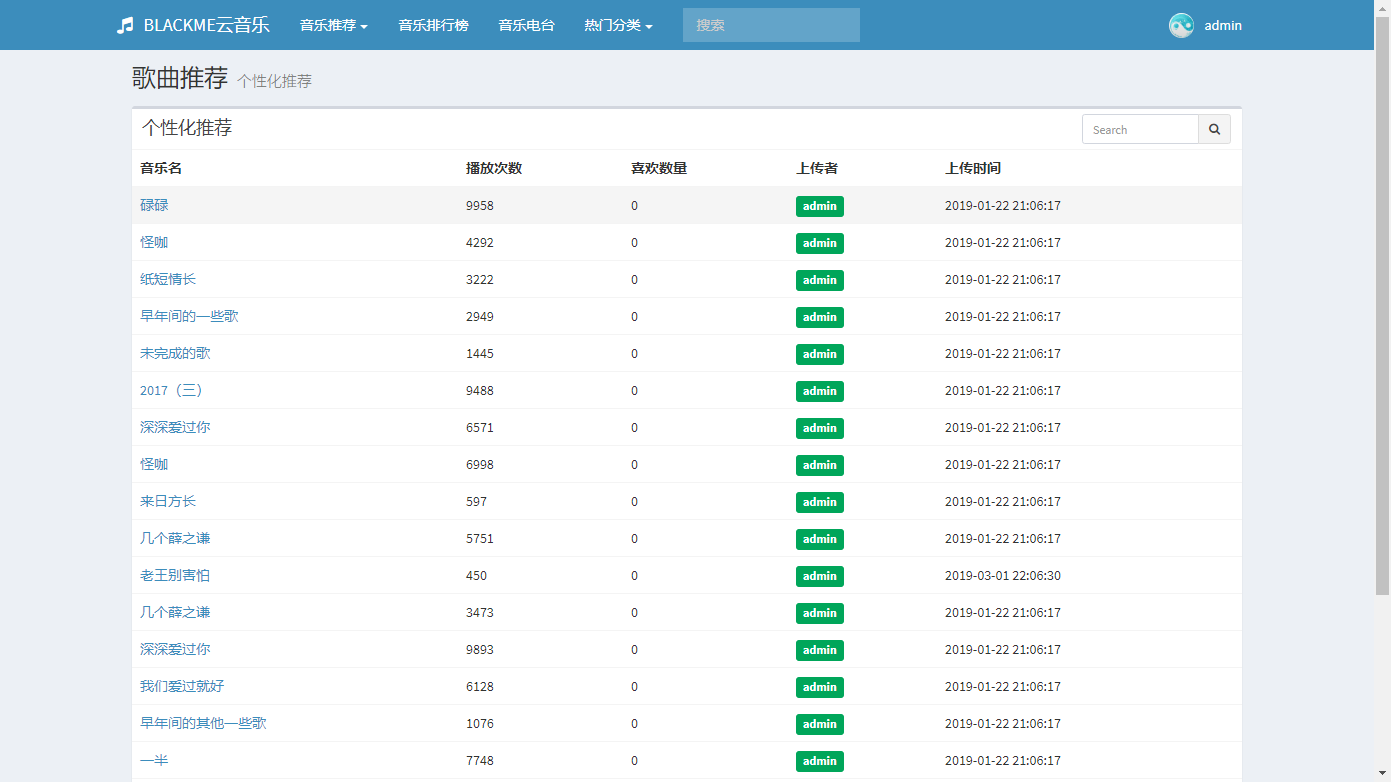 BLACKME云音乐 音乐推荐 音乐排行榜 音乐电台 热门分类 搜索 admin
歌曲推荐 个性化推荐
个性化推荐 Search
音乐名 播放次数 喜欢数量 上传者 上传时间
碌碌 9958 0 admin 2019-01-22 21:06:17
怪咖 4292 0 admin 2019-01-22 21:06:17
纸短情长 3222 0 admin 2019-01-22 21:06:17
早年间的一些歌 2949 0 admin 2019-01-22 21:06:17
未完成的歌 1445 0 admin 2019-01-22 21:06:17
2017（三） 9488 0 admin 2019-01-22 21:06:17
深深爱过你 6571 0 admin 2019-01-22 21:06:17
怪咖 6998 0 admin 2019-01-22 21:06:17
来日方长 597 0 admin 2019-01-22 21:06:17
几个薛之谦 5751 0 admin 2019-01-22 21:06:17
老王别害怕 450 0 admin 2019-03-01 22:06:30
几个薛之谦 3473 0 admin 2019-01-22 21:06:17
深深爱过你 9893 0 admin 2019-01-22 21:06:17
我们爱过就好 6128 0 admin 2019-01-22 21:06:17
早年间的其他一些歌 1076 0 admin 2019-01-22 21:06:17
一半 7748 0 admin 2019-01-22 21:06:17